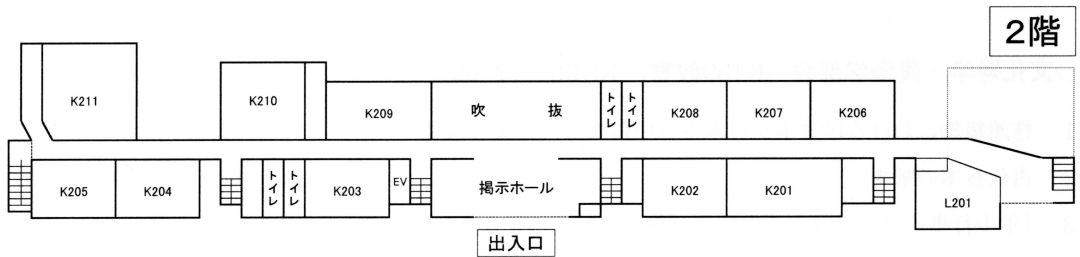 2階
K211
K210
K209
吹 抜
トイレ
トイレ
K208
K207
K206
K205
K204
トイレ
トイレ
K203
EV
掲示ホール
K202
K201
L201
出入口